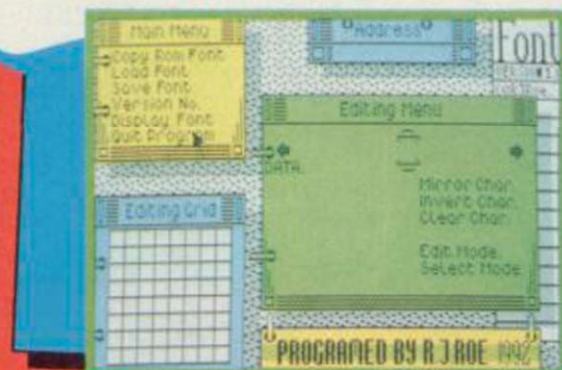 Main Menu
Copy Rom Font
Load Font
Save Font
Version No.
Display Font
Quit Program
Address
Font
Editing Menu
DATA.
Mirror Char.
Invert Char.
Clear Char.
Edit Mode.
Select Mode
Editing Grid
PROGRAMED BY R J ROE 1992